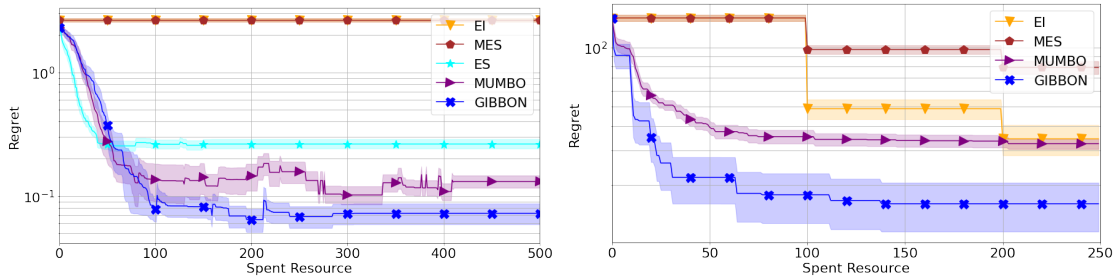 Regret
10⁰
10⁻¹
0
100
200
300
400
500
Spent Resource
EI
MES
ES
MUMBO
GIBBON
Regret
10²
0
50
100
150
200
250
Spent Resource
EI
MES
MUMBO
GIBBON